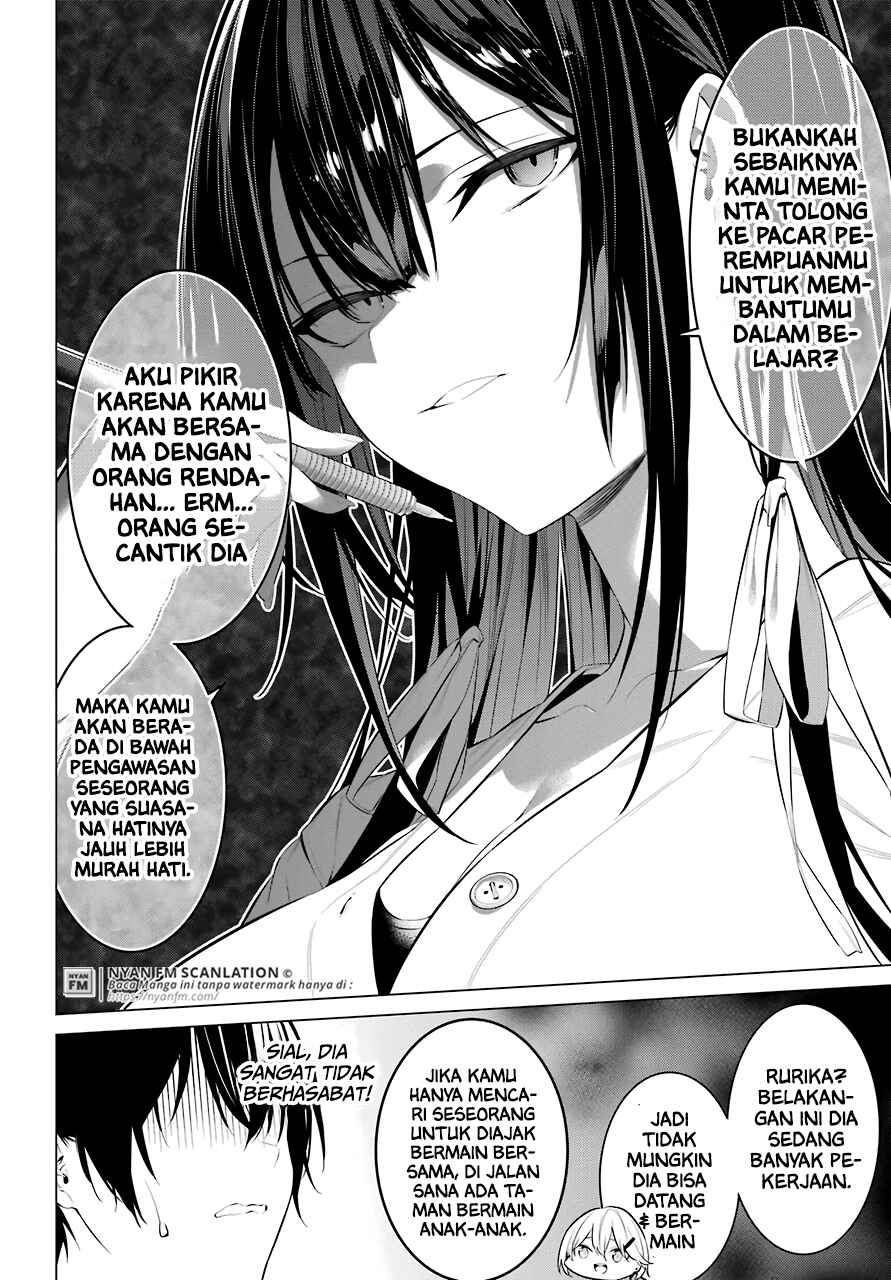 BUKANKAH
SEBAIKNYA
KAMU MEMI-
NTA TOLONG
KE PACAR PE-
REMPUANMU
UNTUK MEM-
BANTUMU
DALAM BE-
LAJAR?
AKU PIKIR
KARENA KAMU
AKAN BERSA-
MA DENGAN
ORANG RENDA-
HAN... ERM...
ORANG SE-
CANTIK DIA
MAKA KAMU
AKAN BERA-
DA DI BAWAH
PENGAWASAN
SESEORANG
YANG SUASA-
NA HATINYA
JAUH LEBIH
MURAH HATI.
NYAN FM
NYAN FM SCANLATION ©
Baca Manga ini tanpa watermark hanya di :
https://nyanfm.com/
RURIKA?
BELAKAN-
GAN INI DIA
SEDANG
BANYAK PE-
KERJAAN.
JADI
TIDAK
MUNGKIN
DIA BISA
DATANG
& BER-
MAIN
JIKA KAMU
HANYA MENCA-
RI SESEORANG
UNTUK DIAJAK
BERMAIN BER-
SAMA, DI JALAN
SANA ADA TA-
MAN BERMAIN
ANAK-ANAK.
SIAL, DIA
SANGAT TIDAK
BERHASABAT!